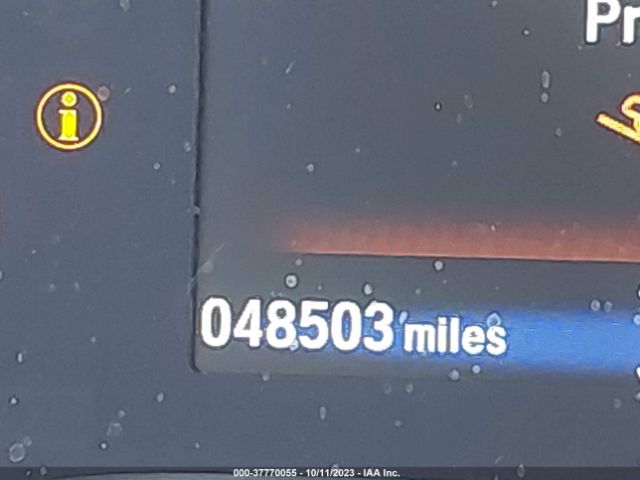 Pr
i
048503 miles
000-37770055 - 10/11/2023 - IAA Inc.